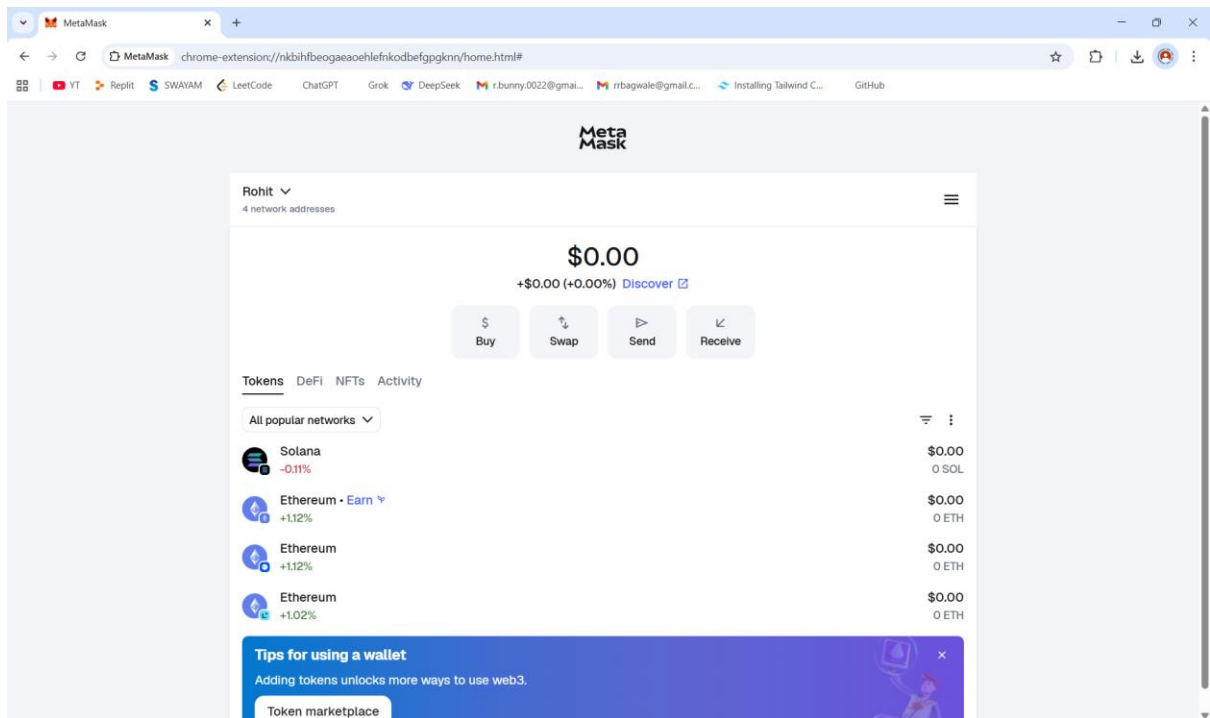 MetaMask
MetaMask chrome-extension://nkbihfbeogaeaoehlefnkodbefgpgknn/home.html#
YT Replit SWAYAM LeetCode ChatGPT Grok DeepSeek r.bunny.0022@gmai... rrbagwale@gmail.c... Installing Tailwind C... GitHub
Meta
Mask
Rohit
4 network addresses
$0.00
+$0.00 (+0.00%) Discover
Buy Swap Send Receive
Tokens DeFi NFTs Activity
All popular networks
Solana $0.00
-0.11% 0 SOL
Ethereum • Earn $0.00
+1.12% 0 ETH
Ethereum $0.00
+1.12% 0 ETH
Ethereum $0.00
+1.02% 0 ETH
Tips for using a wallet
Adding tokens unlocks more ways to use web3.
Token marketplace